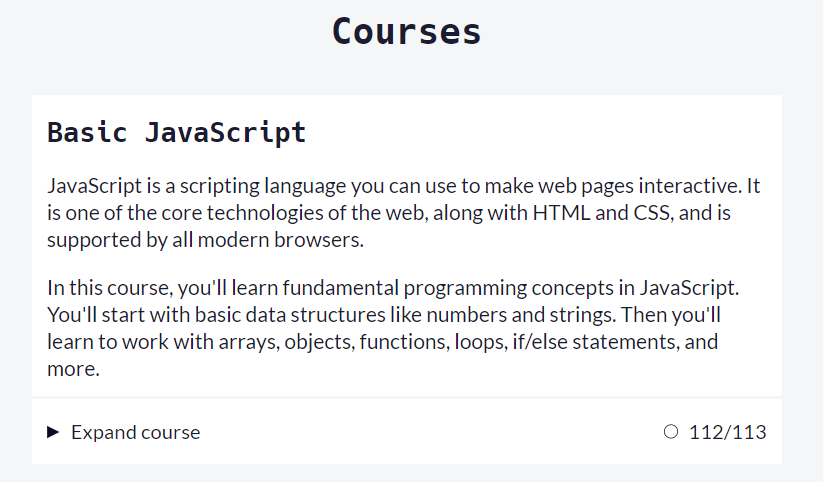 Courses
Basic JavaScript
JavaScript is a scripting language you can use to make web pages interactive. It
is one of the core technologies of the web, along with HTML and CSS, and is
supported by all modern browsers.
In this course, you'll learn fundamental programming concepts in JavaScript.
You'll start with basic data structures like numbers and strings. Then you'll
learn to work with arrays, objects, functions, loops, if/else statements, and
more.
Expand course 112/113